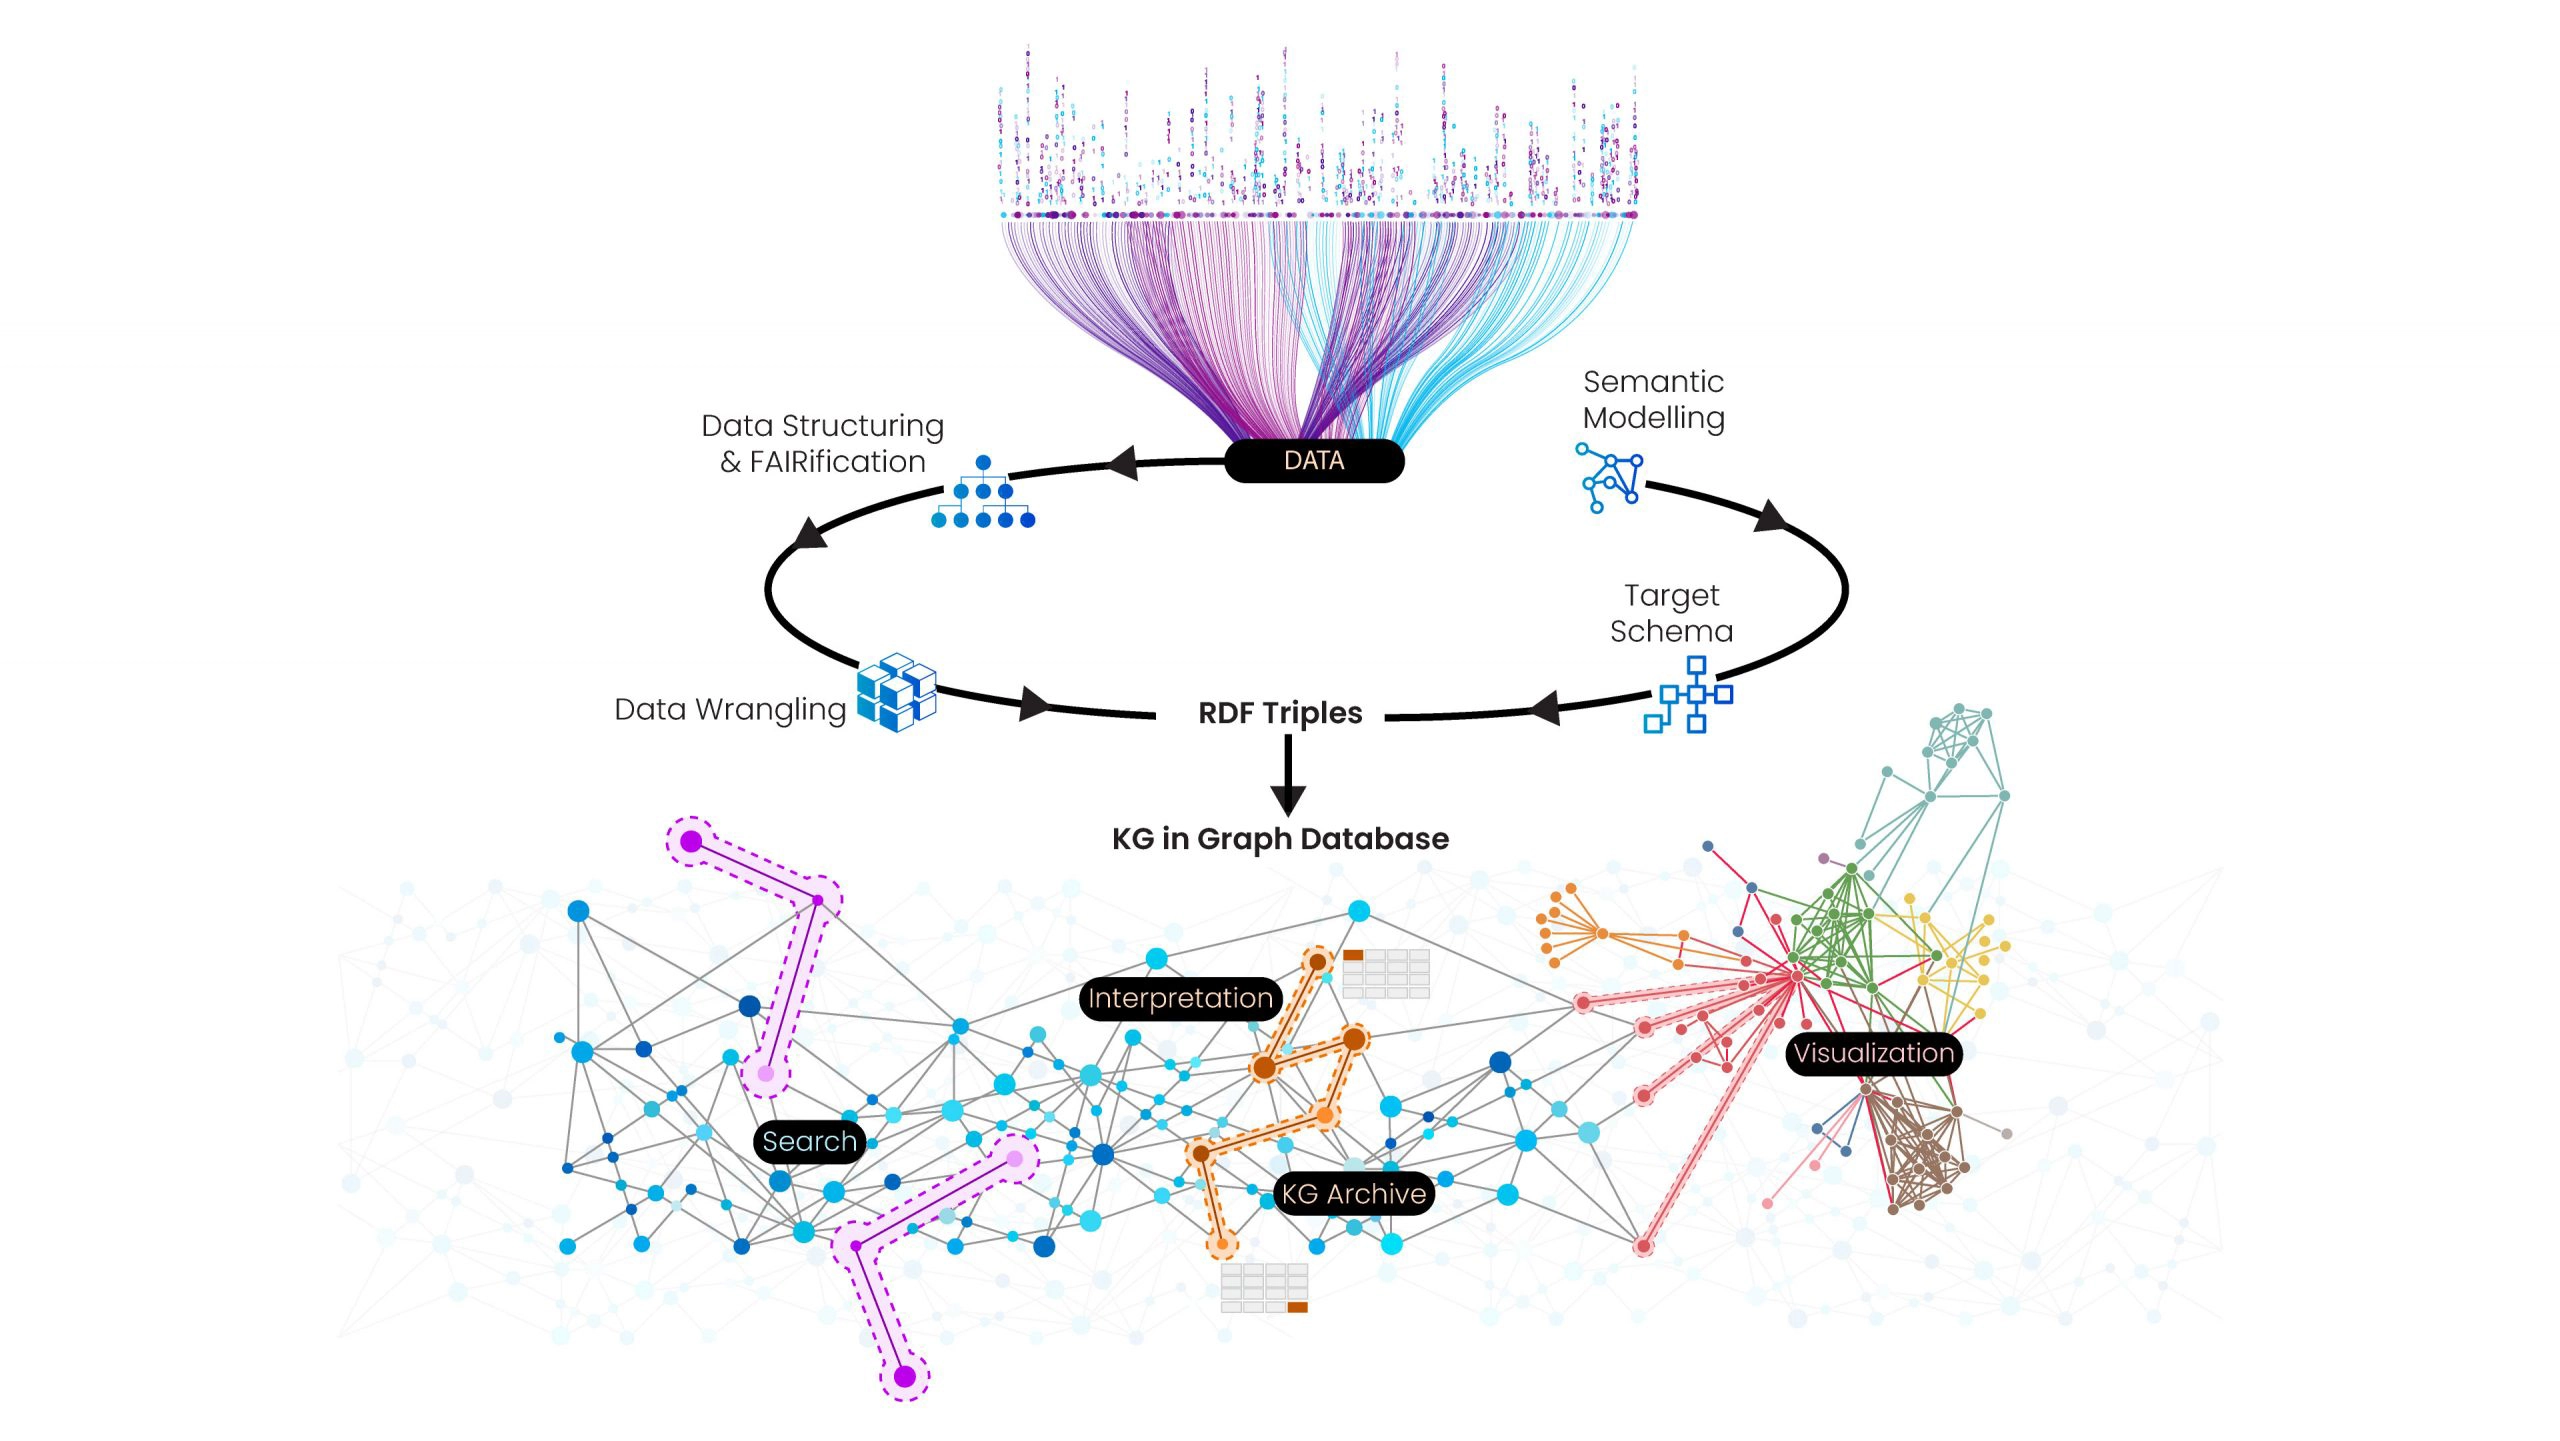 DATA
Semantic
Modelling
Data Structuring
& FAIRification
Target
Schema
Data Wrangling
RDF Triples
KG in Graph Database
Interpretation
Visualization
Search
KG Archive